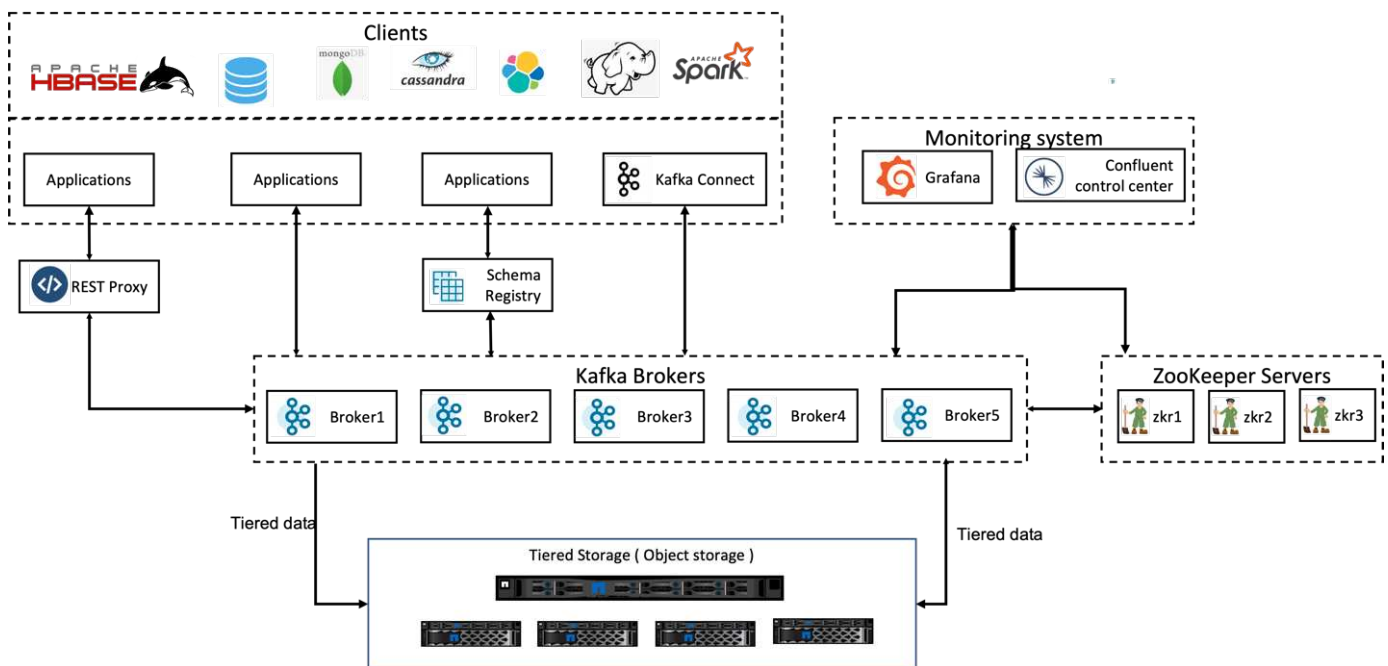 Clients
APACHE
HBASE
mongoDB
cassandra
APACHE
Spark
Monitoring system
Grafana
Confluent
control center
Applications
Applications
Applications
Kafka Connect
</> REST Proxy
Schema
Registry
Kafka Brokers
Broker1
Broker2
Broker3
Broker4
Broker5
ZooKeeper Servers
zkr1
zkr2
zkr3
Tiered data
Tiered data
Tiered Storage ( Object storage )